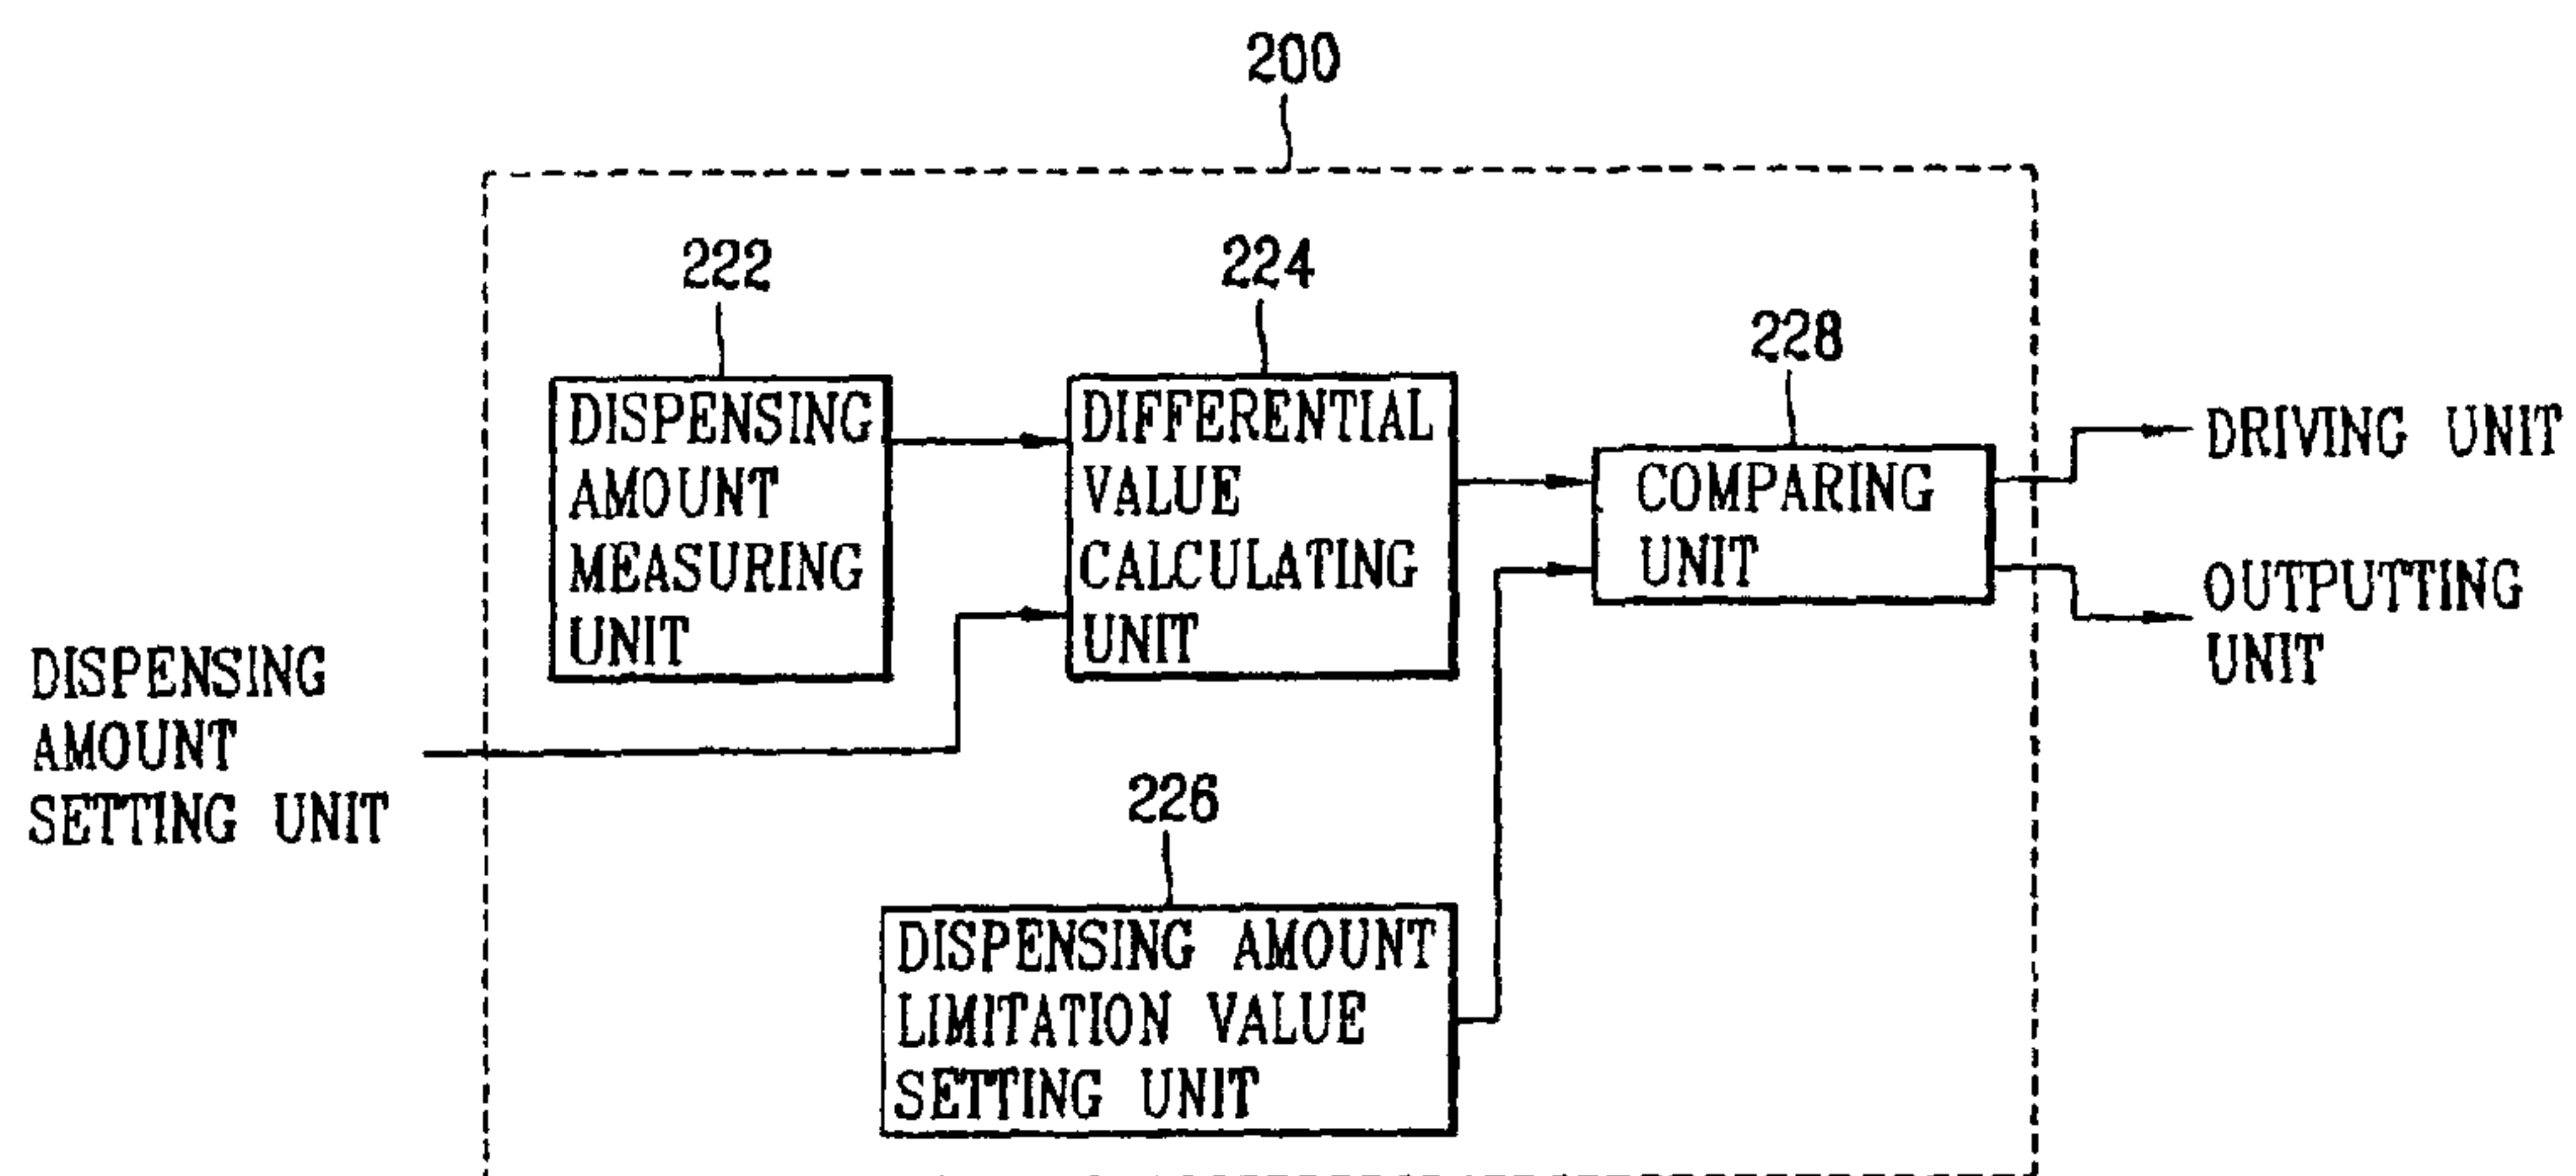 200
222
224
228
DISPENSING
AMOUNT
MEASURING
UNIT
DIFFERENTIAL
VALUE
CALCULATING
UNIT
COMPARING
UNIT
DRIVING UNIT
OUTPUTTING
UNIT
DISPENSING
AMOUNT
SETTING UNIT
226
DISPENSING AMOUNT
LIMITATION VALUE
SETTING UNIT